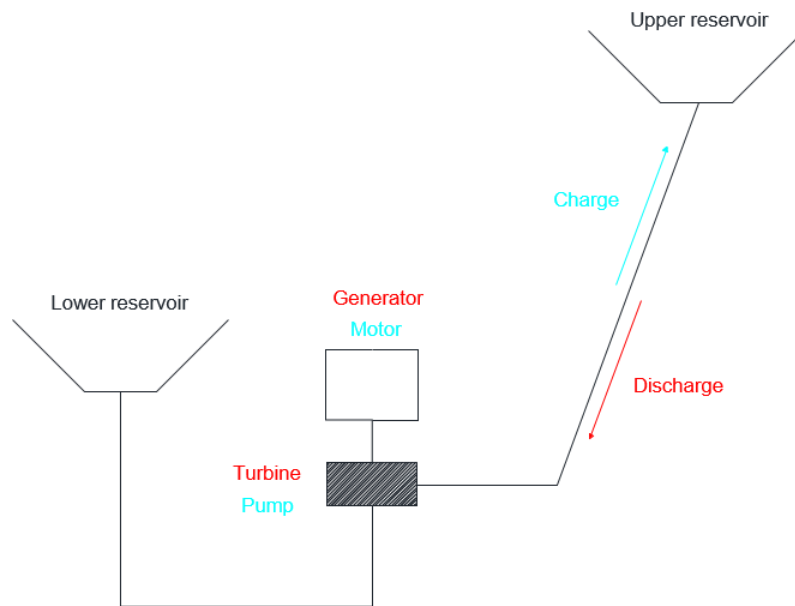 Upper reservoir
Charge
Lower reservoir
Generator
Motor
Discharge
Turbine
Pump